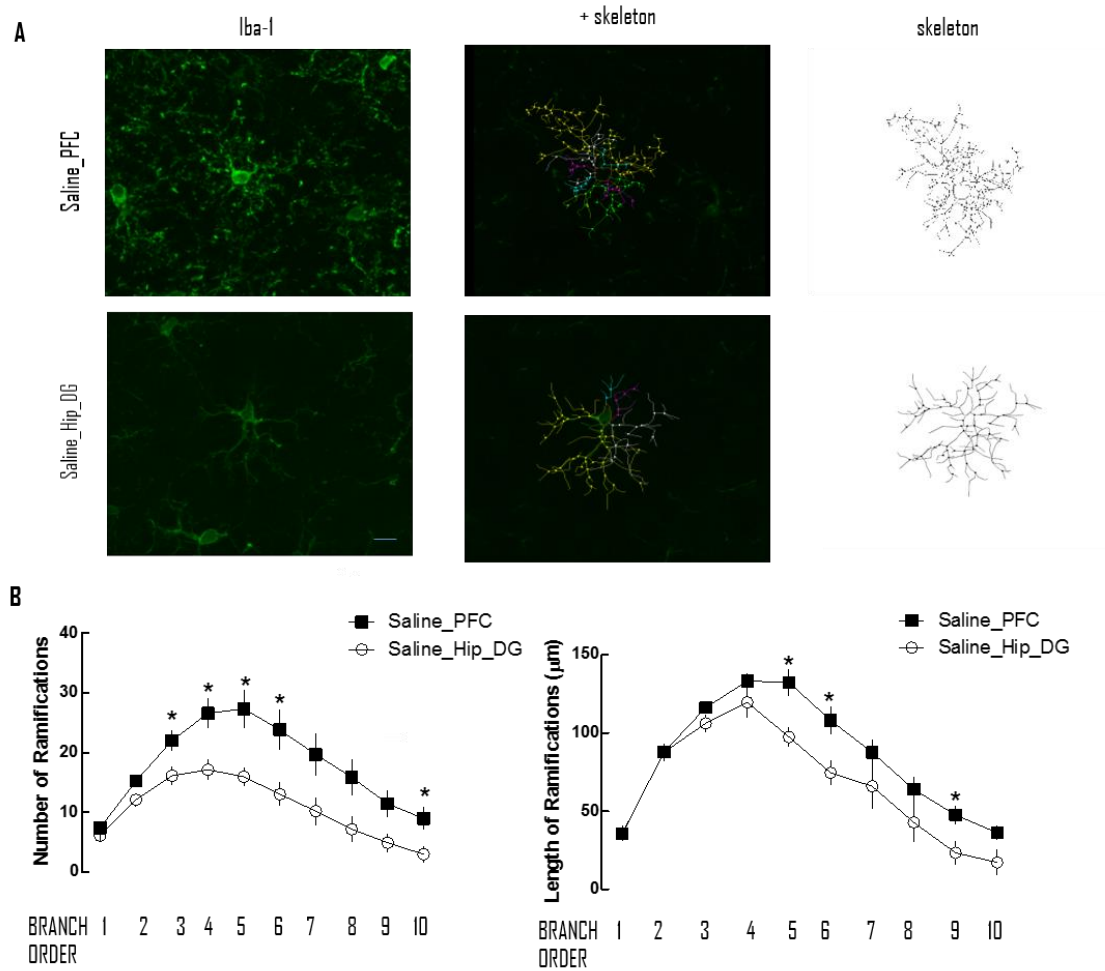 A
Iba-1
+ skeleton
skeleton
Saline_PFC
Saline_Hip_DG
B
Saline_PFC
Saline_Hip_DG
Number of Ramifications
40
30
20
10
0
* * * * *
BRANCH 1 2 3 4 5 6 7 8 9 10
ORDER
Saline_PFC
Saline_Hip_DG
Length of Ramifications (µm)
150
100
50
0
* * *
BRANCH 1 2 3 4 5 6 7 8 9 10
ORDER